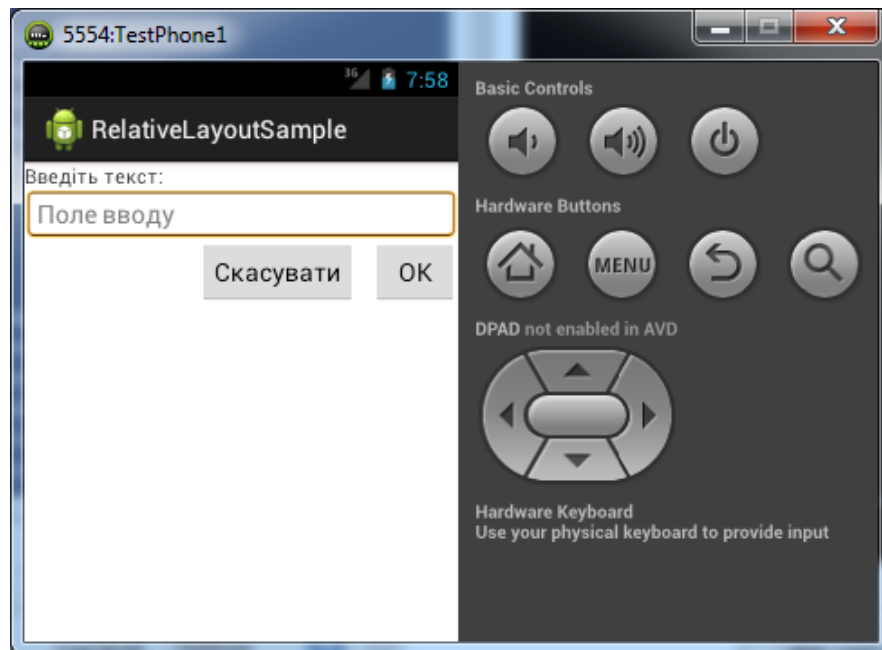 5554:TestPhone1
3G 7:58
RelativeLayoutSample
Введіть текст:
Поле вводу
Скасувати OK
Basic Controls
Hardware Buttons
MENU
DPAD not enabled in AVD
Hardware Keyboard
Use your physical keyboard to provide input